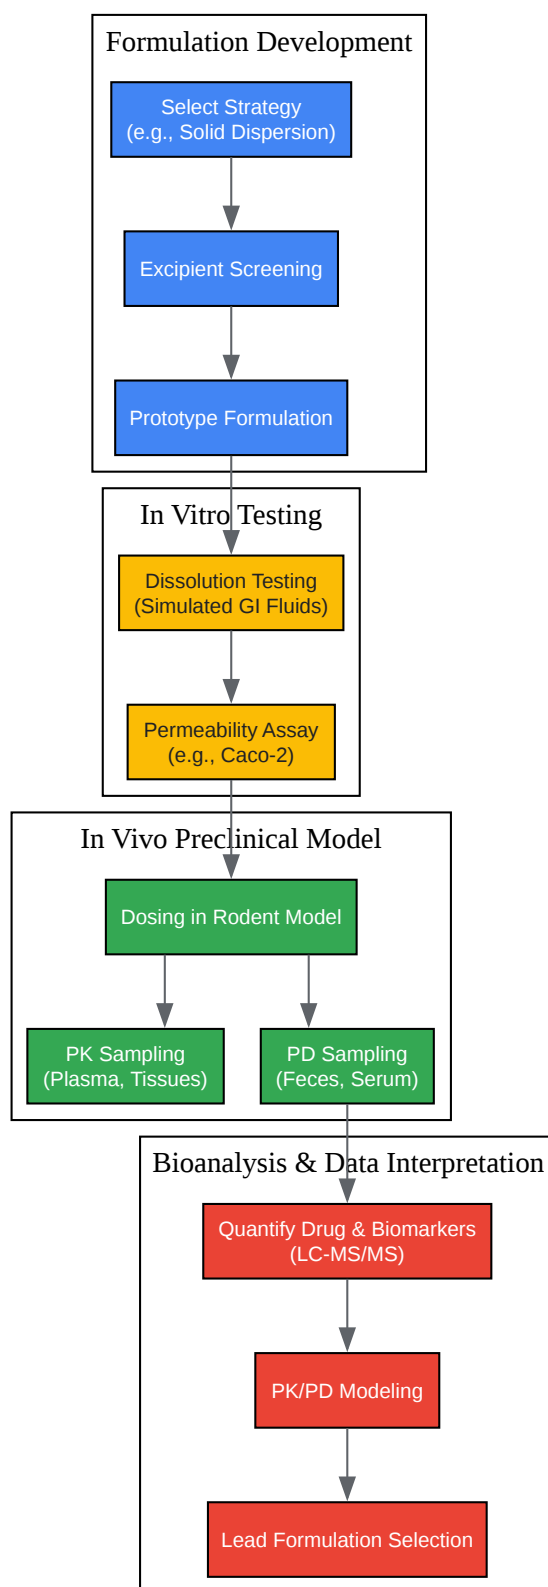 Formulation Development
Select Strategy
(e.g., Solid Dispersion)
Excipient Screening
Prototype Formulation
In Vitro Testing
Dissolution Testing
(Simulated GI Fluids)
Permeability Assay
(e.g., Caco-2)
In Vivo Preclinical Model
Dosing in Rodent Model
PK Sampling
(Plasma, Tissues)
PD Sampling
(Feces, Serum)
Bioanalysis & Data Interpretation
Quantify Drug & Biomarkers
(LC-MS/MS)
PK/PD Modeling
Lead Formulation Selection